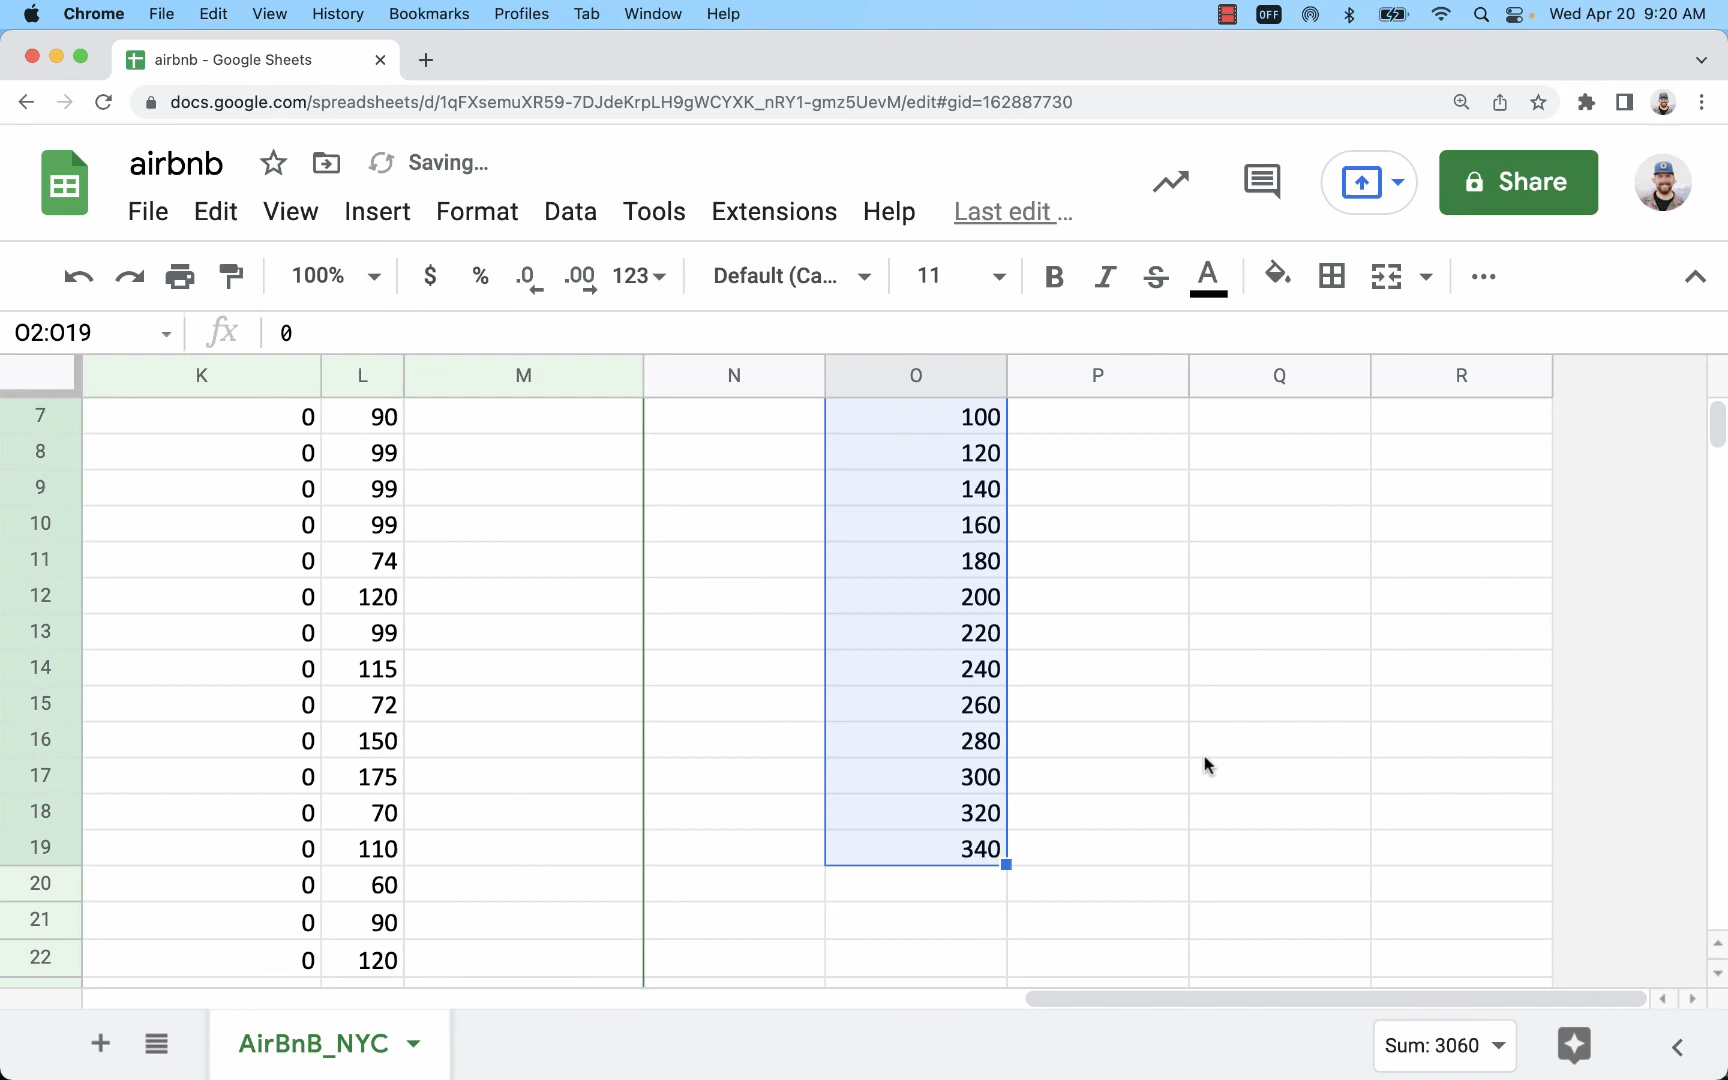 Chrome File Edit View History Bookmarks Profiles Tab Window Help OFF Wed Apr 20 9:20 AM
airbnb - Google Sheets
docs.google.com/spreadsheets/d/1qFXsemuXR59-7DJdeKrpLH9gWCYXK_nRY1-gmz5UevM/edit#gid=162887730
airbnb Saving...
Share
File Edit View Insert Format Data Tools Extensions Help Last edit ...
100% $ % .0 .00 123 Default (Ca... 11 B I S A
O2:O19 fx 0
K L M N O P Q R
7 0 90 100
8 0 99 120
9 0 99 140
10 0 99 160
11 0 74 180
12 0 120 200
13 0 99 220
14 0 115 240
15 0 72 260
16 0 150 280
17 0 175 300
18 0 70 320
19 0 110 340
20 0 60
21 0 90
22 0 120
AirBnB_NYC Sum: 3060